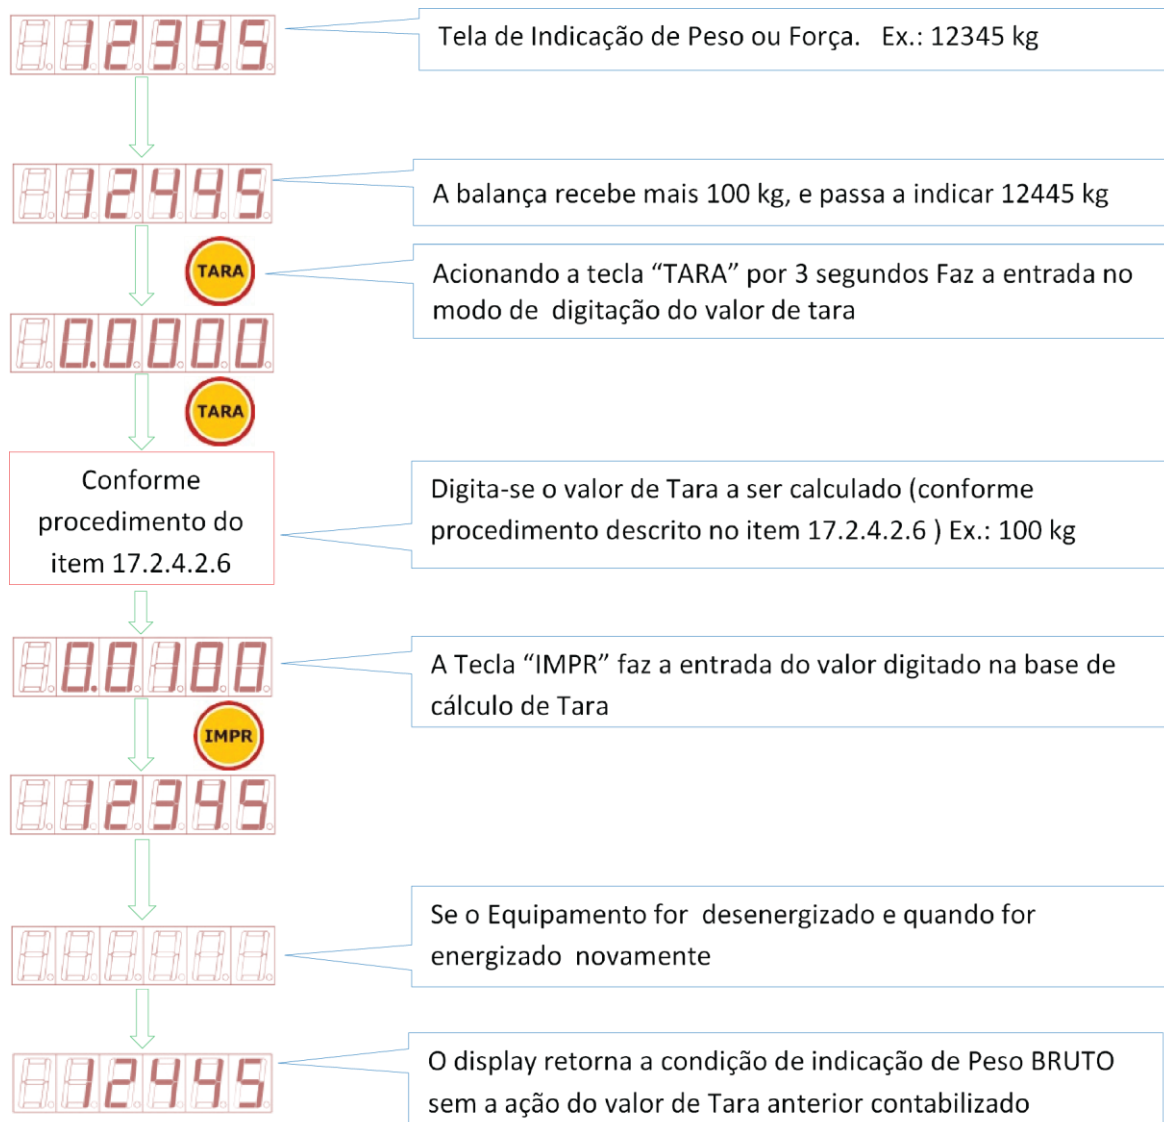 12345
Tela de Indicação de Peso ou Força. Ex.: 12345 kg
12445
A balança recebe mais 100 kg, e passa a indicar 12445 kg
TARA
Acionando a tecla “TARA” por 3 segundos Faz a entrada no
modo de digitação do valor de tara
0.0000
TARA
Conforme
procedimento do
item 17.2.4.2.6
Digita-se o valor de Tara a ser calculado (conforme
procedimento descrito no item 17.2.4.2.6 ) Ex.: 100 kg
0.0100
A Tecla “IMPR” faz a entrada do valor digitado na base de
cálculo de Tara
IMPR
12345
Se o Equipamento for desenergizado e quando for
energizado novamente
12445
O display retorna a condição de indicação de Peso BRUTO
sem a ação do valor de Tara anterior contabilizado